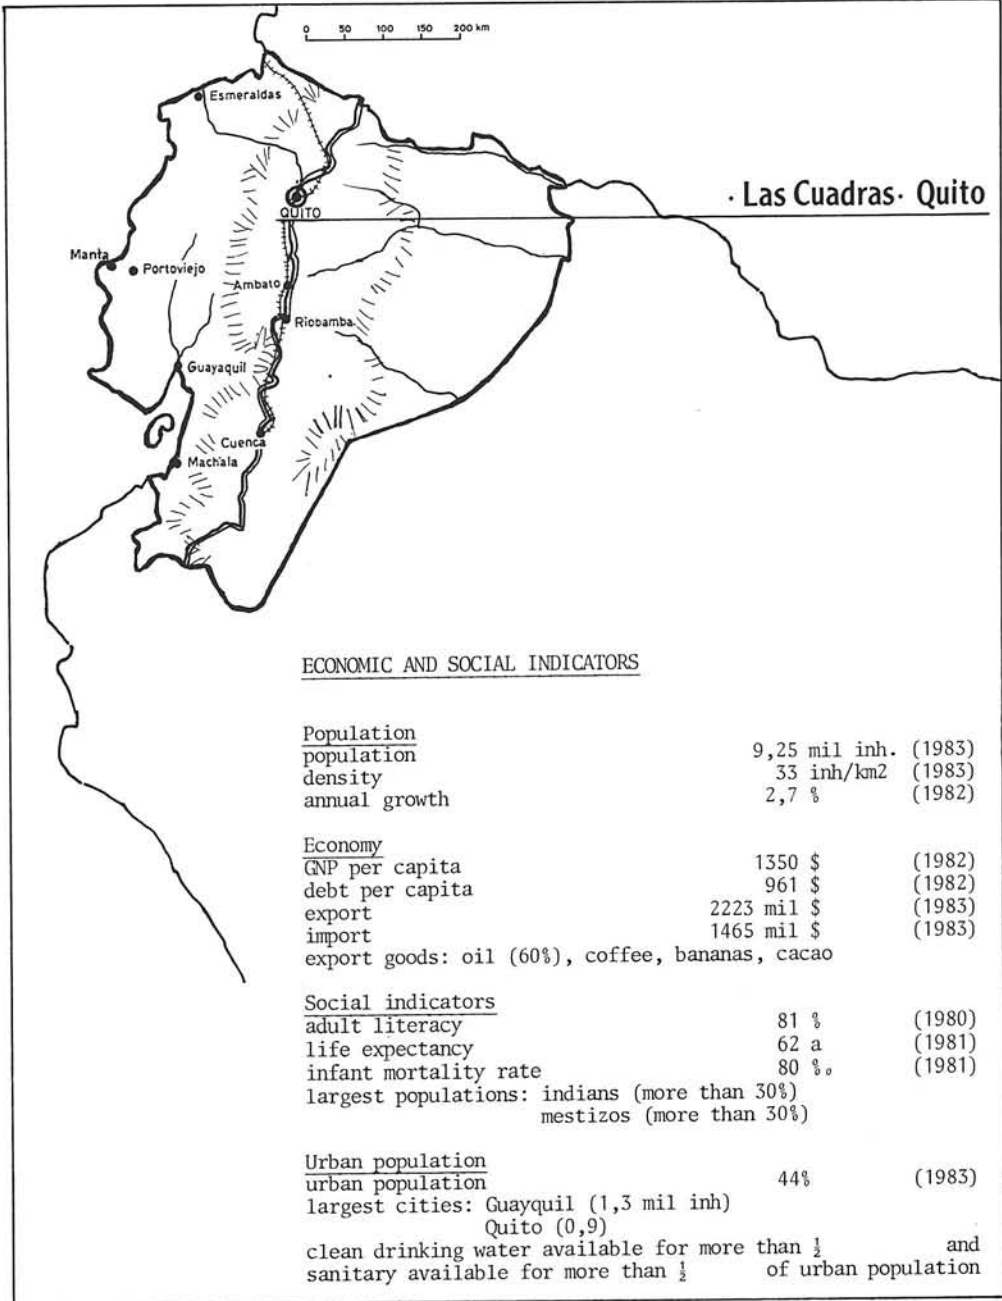 0 50 100 150 200 km
Esmeraldas
· Las Cuadras · Quito
QUITO
Manta
Portoviejo
Ambato
Riobamba
Guayaquil
Cuenca
Machala
ECONOMIC AND SOCIAL INDICATORS
Population
population 9,25 mil inh. (1983)
density 33 inh/km2 (1983)
annual growth 2,7 % (1982)
Economy
GNP per capita 1350 $ (1982)
debt per capita 961 $ (1982)
export 2223 mil $ (1983)
import 1465 mil $ (1983)
export goods: oil (60%), coffee, bananas, cacao
Social indicators
adult literacy 81 % (1980)
life expectancy 62 a (1981)
infant mortality rate 80 ‰ (1981)
largest populations: indians (more than 30%)
mestizos (more than 30%)
Urban population
urban population 44% (1983)
largest cities: Guayquil (1,3 mil inh)
Quito (0,9)
clean drinking water available for more than ½ and
sanitary available for more than ½ of urban population